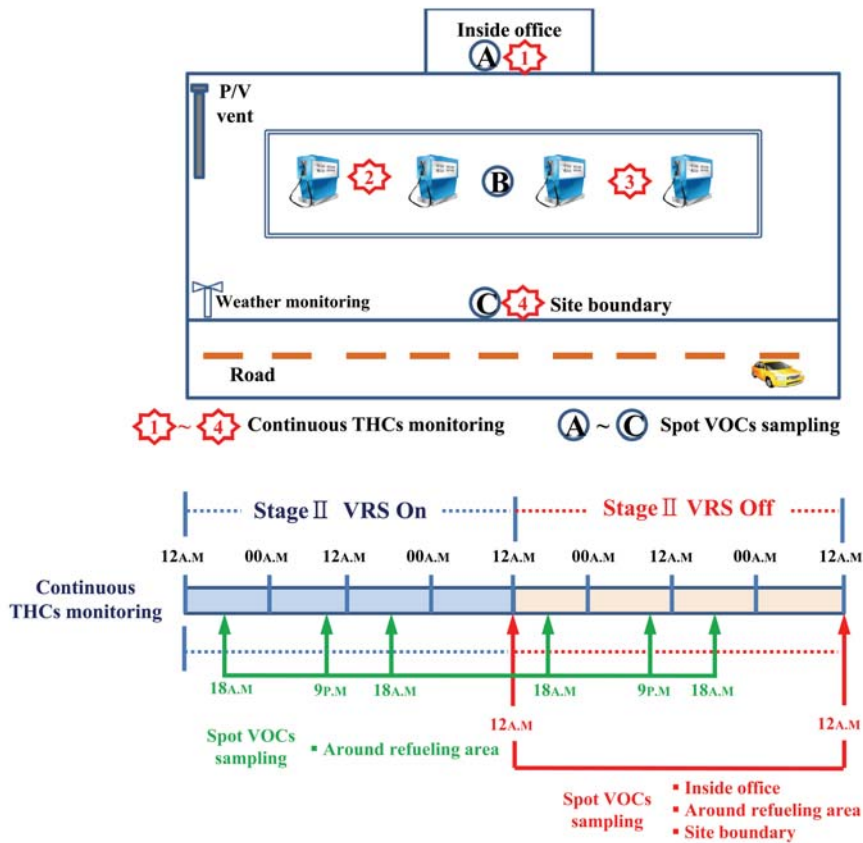 Inside office
A 1
P/V
vent
2 B 3
Weather monitoring
C 4 Site boundary
Road
1 ~ 4 Continuous THCs monitoring
A ~ C Spot VOCs sampling
Stage Ⅱ VRS On
Stage Ⅱ VRS Off
12A.M 00A.M 12A.M 00A.M 12A.M 00A.M 12A.M 00A.M 12A.M
Continuous
THCs monitoring
18A.M 9P.M 18A.M 18A.M 9P.M 18A.M
12A.M 12A.M
Spot VOCs
sampling
▪ Around refueling area
Spot VOCs
sampling
▪ Inside office
▪ Around refueling area
▪ Site boundary